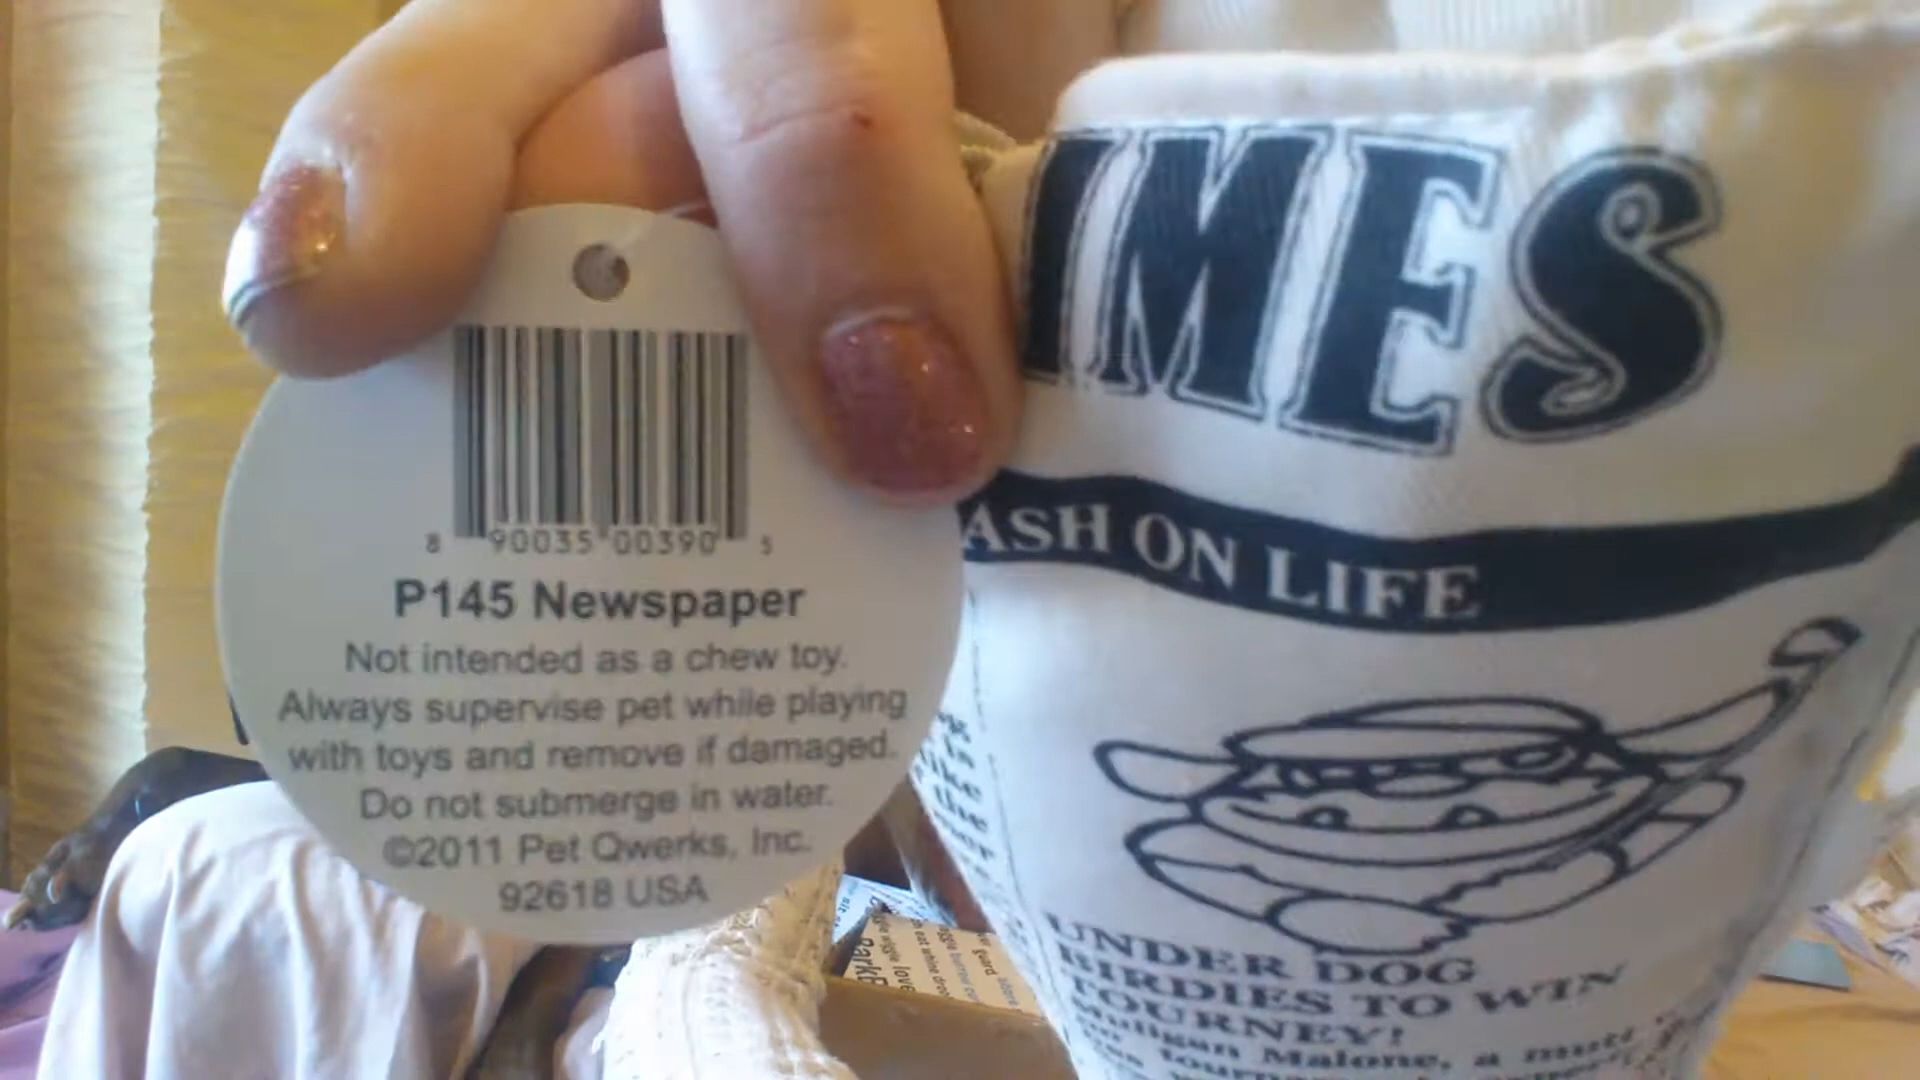 8 90035 00390 5
P145 Newspaper
Not intended as a chew toy.
Always supervise pet while playing
with toys and remove if damaged.
Do not submerge in water.
©2011 Pet Qwerks, Inc.
92618 USA
IMES
ASH ON LIFE
UNDER DOG
BIRDIES TO WIN
TOURNEY!
Mulligan Malone, a mutt